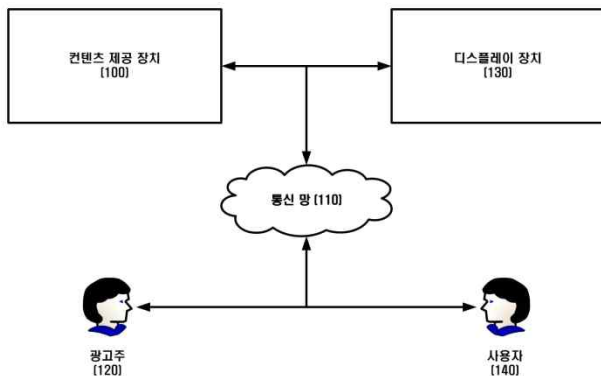 컨텐츠 제공 장치
(100)
디스플레이 장치
(130)
통신 망 (110)
광고주
(120)
사용자
(140)